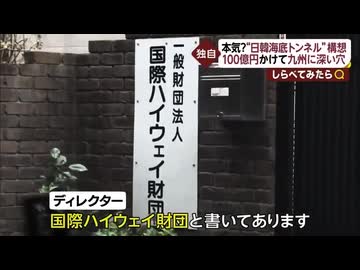 独自
本気?"日韓海底トンネル"構想
100億円かけて九州に深い穴
しらべてみたらQ
一般財団法人
国際ハイウェイ財団
ディレクター
国際ハイウェイ財団と書いてあります